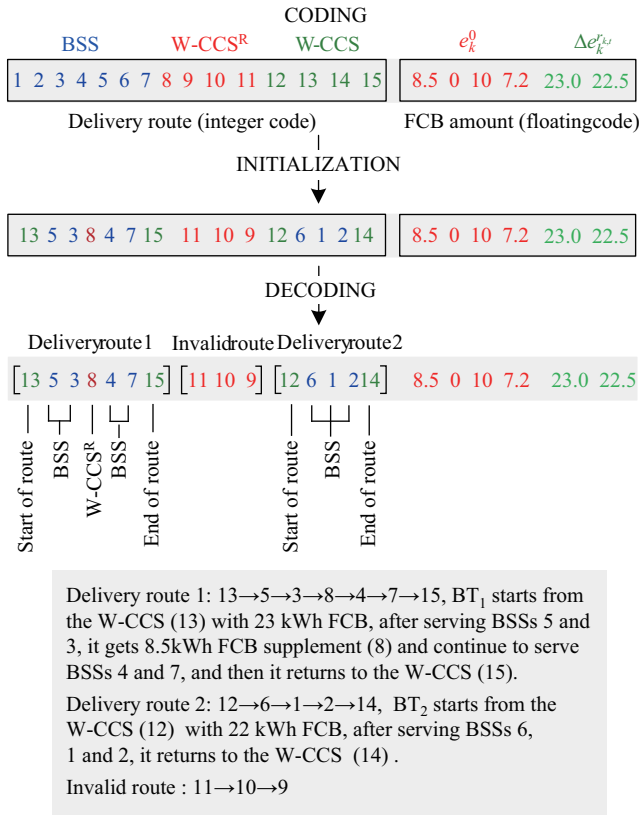 CODING
BSS W-CCS^R W-CCS e_k^0 Δe_k^{r_{k,t}}
1 2 3 4 5 6 7 8 9 10 11 12 13 14 15 8.5 0 10 7.2 23.0 22.5
Delivery route (integer code) FCB amount (floatingcode)
INITIALIZATION
13 5 3 8 4 7 15 11 10 9 12 6 1 2 14 8.5 0 10 7.2 23.0 22.5
DECODING
Deliveryroute1 Invalidroute Deliveryroute2
[13 5 3 8 4 7 15] [11 10 9] [12 6 1 2 14] 8.5 0 10 7.2 23.0 22.5
Start of route
BSS
W-CCS^R
BSS
End of route
Start of route
BSS
End of route
Delivery route 1: 13→5→3→8→4→7→15, BT_1 starts from
the W-CCS (13) with 23 kWh FCB, after serving BSSs 5 and
3, it gets 8.5kWh FCB supplement (8) and continue to serve
BSSs 4 and 7, and then it returns to the W-CCS (15).
Delivery route 2: 12→6→1→2→14, BT_2 starts from the
W-CCS (12) with 22 kWh FCB, after serving BSSs 6,
1 and 2, it returns to the W-CCS (14) .
Invalid route : 11→10→9